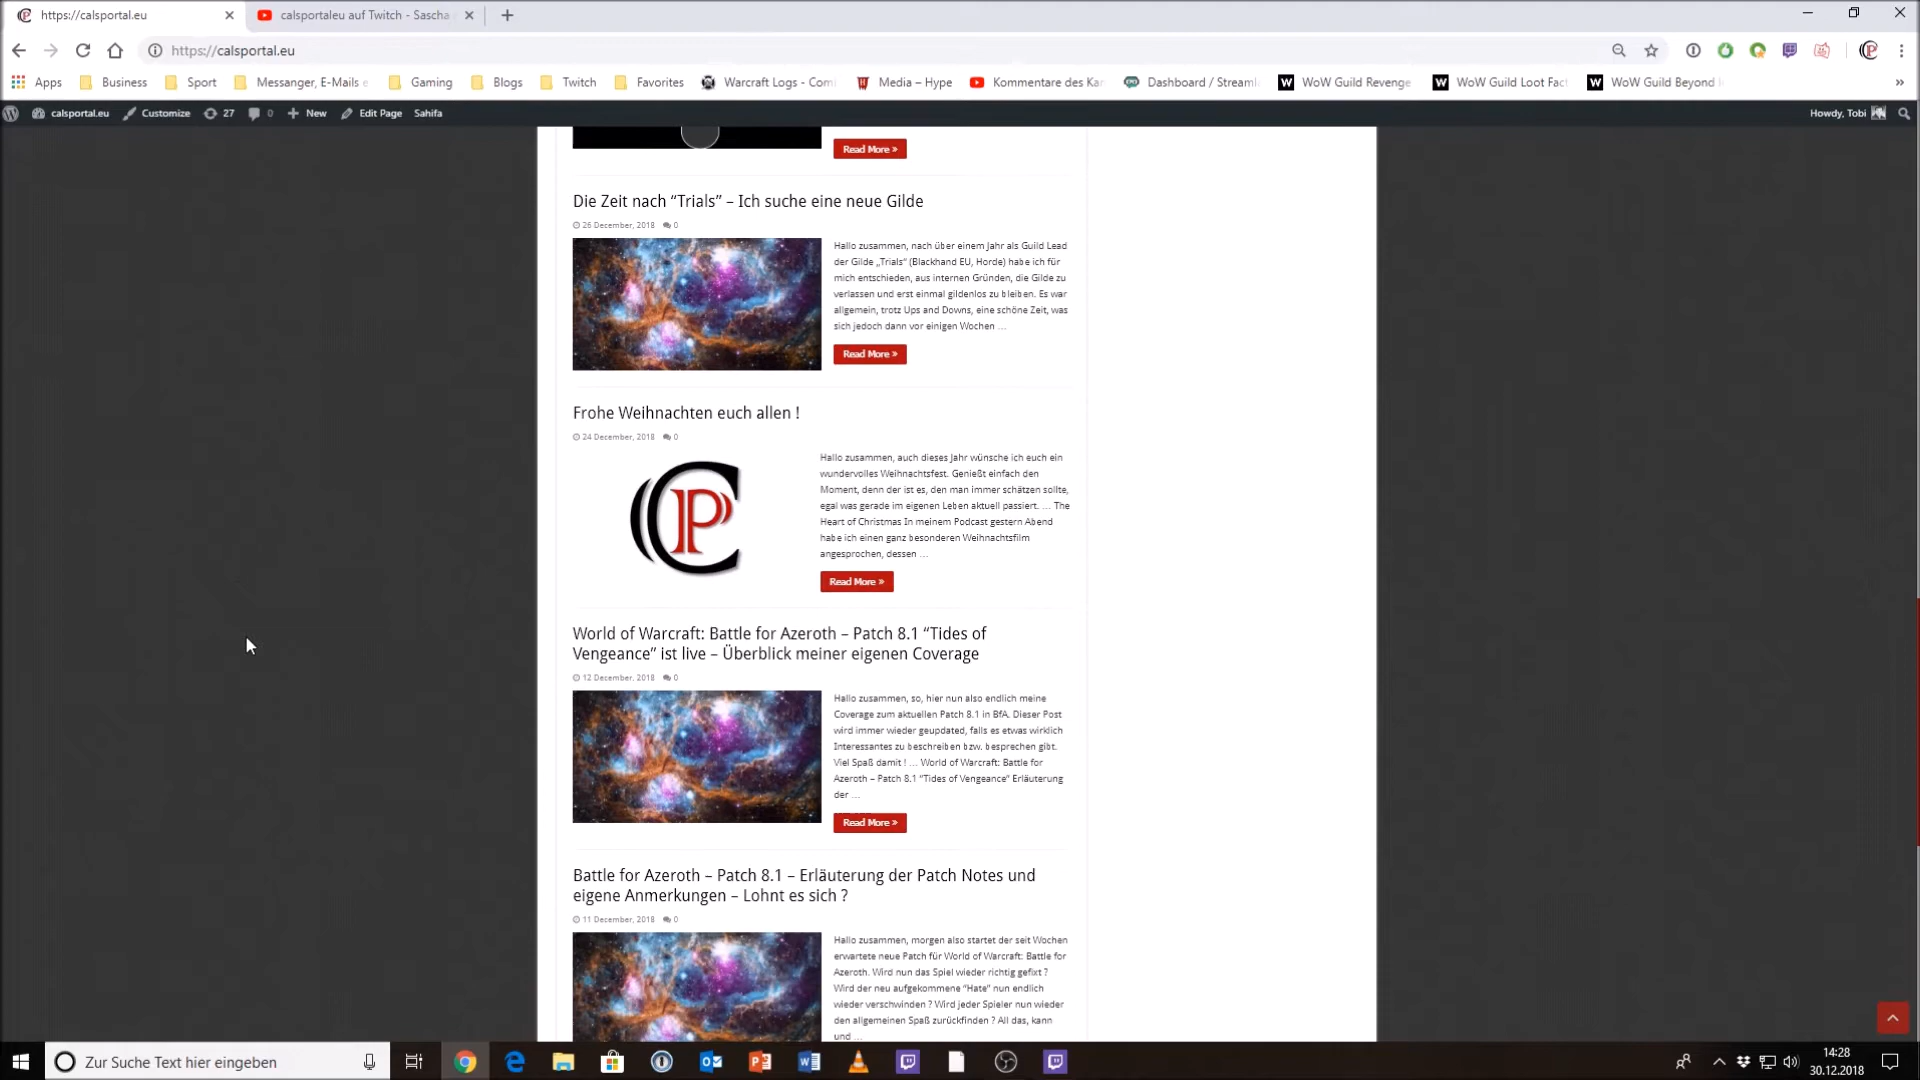 https://calsportal.eu
calsportaleu auf Twitch - Sascha
https://calsportal.eu
Apps Business Sport Messanger, E-Mails Gaming Blogs Twitch Favorites Warcraft Logs - Com Media – Hype Kommentare des Ka Dashboard / Streaml WoW Guild Revenge WoW Guild Loot Fact WoW Guild Beyond
calsportal.eu Customize 27 0 New Edit Page Sahifa Howdy, Tobi
Read More »
Die Zeit nach “Trials” – Ich suche eine neue Gilde
26 December, 2018 0
Hallo zusammen, nach über einem Jahr als Guild Lead
der Gilde „Trials“ (Blackhand EU, Horde) habe ich für
mich entschieden, aus internen Gründen, die Gilde zu
verlassen und erst einmal gildenlos zu bleiben. Es war
allgemein, trotz Ups and Downs, eine schöne Zeit, was
sich jedoch dann vor einigen Wochen …
Read More »
Frohe Weihnachten euch allen !
24 December, 2018 0
CP
Hallo zusammen, auch dieses Jahr wünsche ich euch ein
wundervolles Weihnachtsfest. Genießt einfach den
Moment, denn der ist es, den man immer schätzen sollte,
egal was gerade im eigenen Leben aktuell passiert. … The
Heart of Christmas In meinem Podcast gestern Abend
habe ich einen ganz besonderen Weihnachtsfilm
angesprochen, dessen …
Read More »
World of Warcraft: Battle for Azeroth – Patch 8.1 “Tides of
Vengeance” ist live – Überblick meiner eigenen Coverage
12 December, 2018 0
Hallo zusammen, so, hier nun also endlich meine
Coverage zum aktuellen Patch 8.1 in BfA. Dieser Post
wird immer wieder geupdated, falls es etwas wirklich
Interessantes zu beschreiben bzw. besprechen gibt.
Viel Spaß damit ! … World of Warcraft: Battle for
Azeroth – Patch 8.1 “Tides of Vengeance” Erläuterung
der …
Read More »
Battle for Azeroth – Patch 8.1 – Erläuterung der Patch Notes und
eigene Anmerkungen – Lohnt es sich ?
11 December, 2018 0
Hallo zusammen, morgen also startet der seit Wochen
erwartete neue Patch für World of Warcraft: Battle for
Azeroth. Wird nun das Spiel wieder richtig gefixt ?
Wird der neu aufgekommene “Hate” nun endlich
wieder verschwinden ? Wird jeder Spieler nun wieder
den allgemeinen Spaß zurückfinden ? All das, kann
und …
Zur Suche Text hier eingeben
14:28
30.12.2018